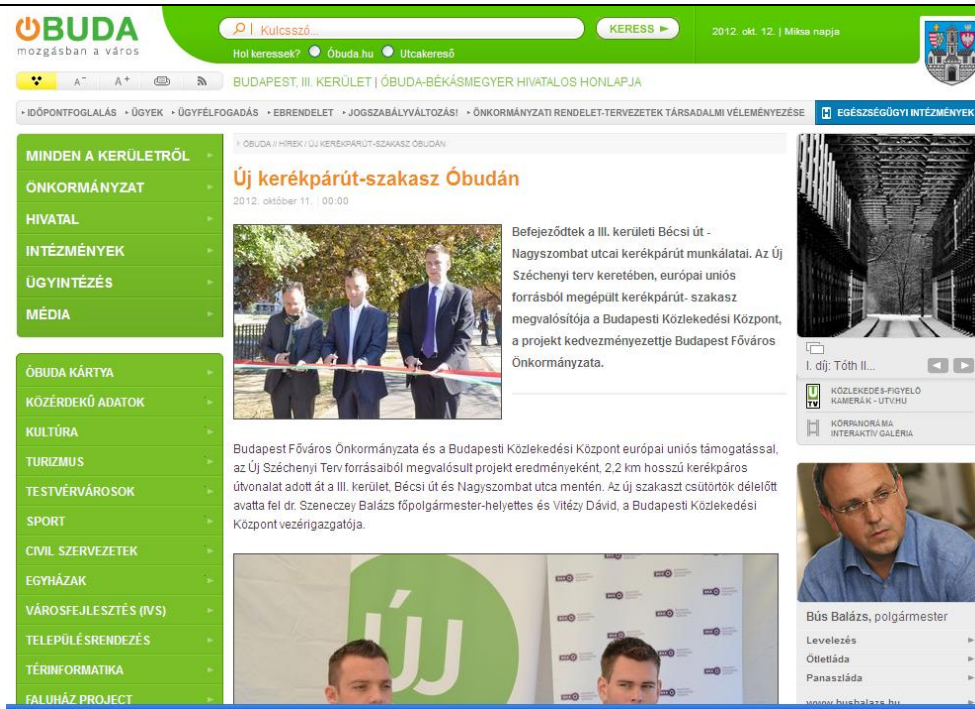 ÓBUDA
mozgásban a város
Kulcsszó...
KERESS
2012. okt. 12. | Miksa napja
Hol keressek? Óbuda.hu Utcakereső
A- A+
BUDAPEST, III. KERÜLET | ÓBUDA-BÉKÁSMEGYER HIVATALOS HONLAPJA
IDŐPONTFOGLALÁS ÜGYEK ÜGYFÉLFOGADÁS EBRENDELET JOGSZABÁLYVÁLTOZÁS! ÖNKORMÁNYZATI RENDELET-TERVEZETEK TÁRSADALMI VÉLEMÉNYEZÉSE H EGÉSZSÉGÜGYI INTÉZMÉNYEK
MINDEN A KERÜLETRŐL
ÖNKORMÁNYZAT
HIVATAL
INTÉZMÉNYEK
ÜGYINTÉZÉS
MÉDIA
ÓBUDA KÁRTYA
KÖZÉRDEKŰ ADATOK
KULTÚRA
TURIZMUS
TESTVÉRVÁROSOK
SPORT
CIVIL SZERVEZETEK
EGYHÁZAK
VÁROSFEJLESZTÉS (IVS)
TELEPÜLÉSRENDEZÉS
TÉRINFORMATIKA
FALUHÁZ PROJECT
ÓBUDA // HÍREK / ÚJ KERÉKPÁRÚT-SZAKASZ ÓBUDÁN
Új kerékpárút-szakasz Óbudán
2012. október 11. | 00:00
Befejeződtek a III. kerületi Bécsi út -
Nagyszombat utcai kerékpárút munkálatai. Az Új
Széchenyi terv keretében, európai uniós
forrásból megépült kerékpárút- szakasz
megvalósítója a Budapesti Közlekedési Központ,
a projekt kedvezményezettje Budapest Főváros
Önkormányzata.
Budapest Főváros Önkormányzata és a Budapesti Közlekedési Központ európai uniós támogatással,
az Új Széchenyi Terv forrásaiból megvalósult projekt eredményeként, 2,2 km hosszú kerékpáros
útvonalat adott át a III. kerület, Bécsi út és Nagyszombat utca mentén. Az új szakaszt csütörtök délelőtt
avatta fel dr. Szeneczey Balázs főpolgármester-helyettes és Vitézy Dávid, a Budapesti Közlekedési
Központ vezérigazgatója.
ÚJ
I. díj: Tóth Il...
U TV
KÖZLEKEDÉS-FIGYELŐ
KAMERÁK - UTV.HU
KÖRPANORÁMA
INTERAKTÍV GALÉRIA
Bús Balázs, polgármester
Levelezés
Ötletláda
Panaszláda
www.busbalazs.hu